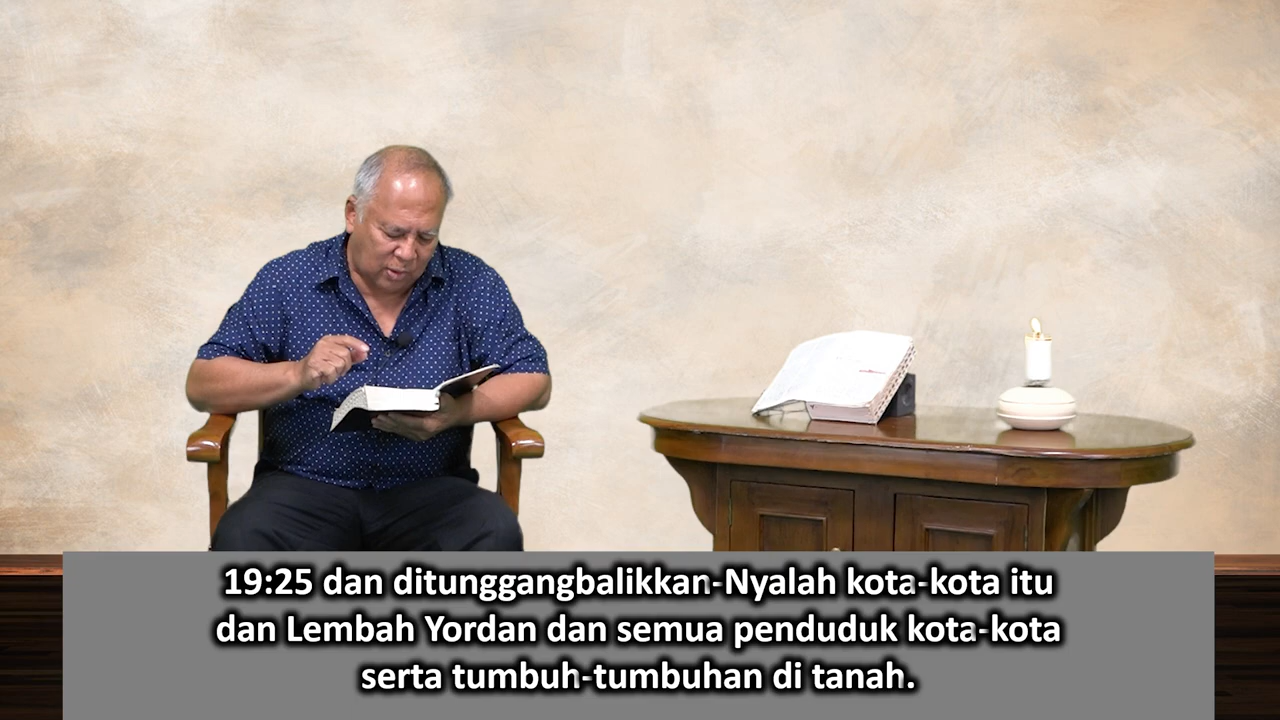 19:25 dan ditunggangbalikkan-Nyalah kota-kota itu
dan Lembah Yordan dan semua penduduk kota-kota
serta tumbuh-tumbuhan di tanah.